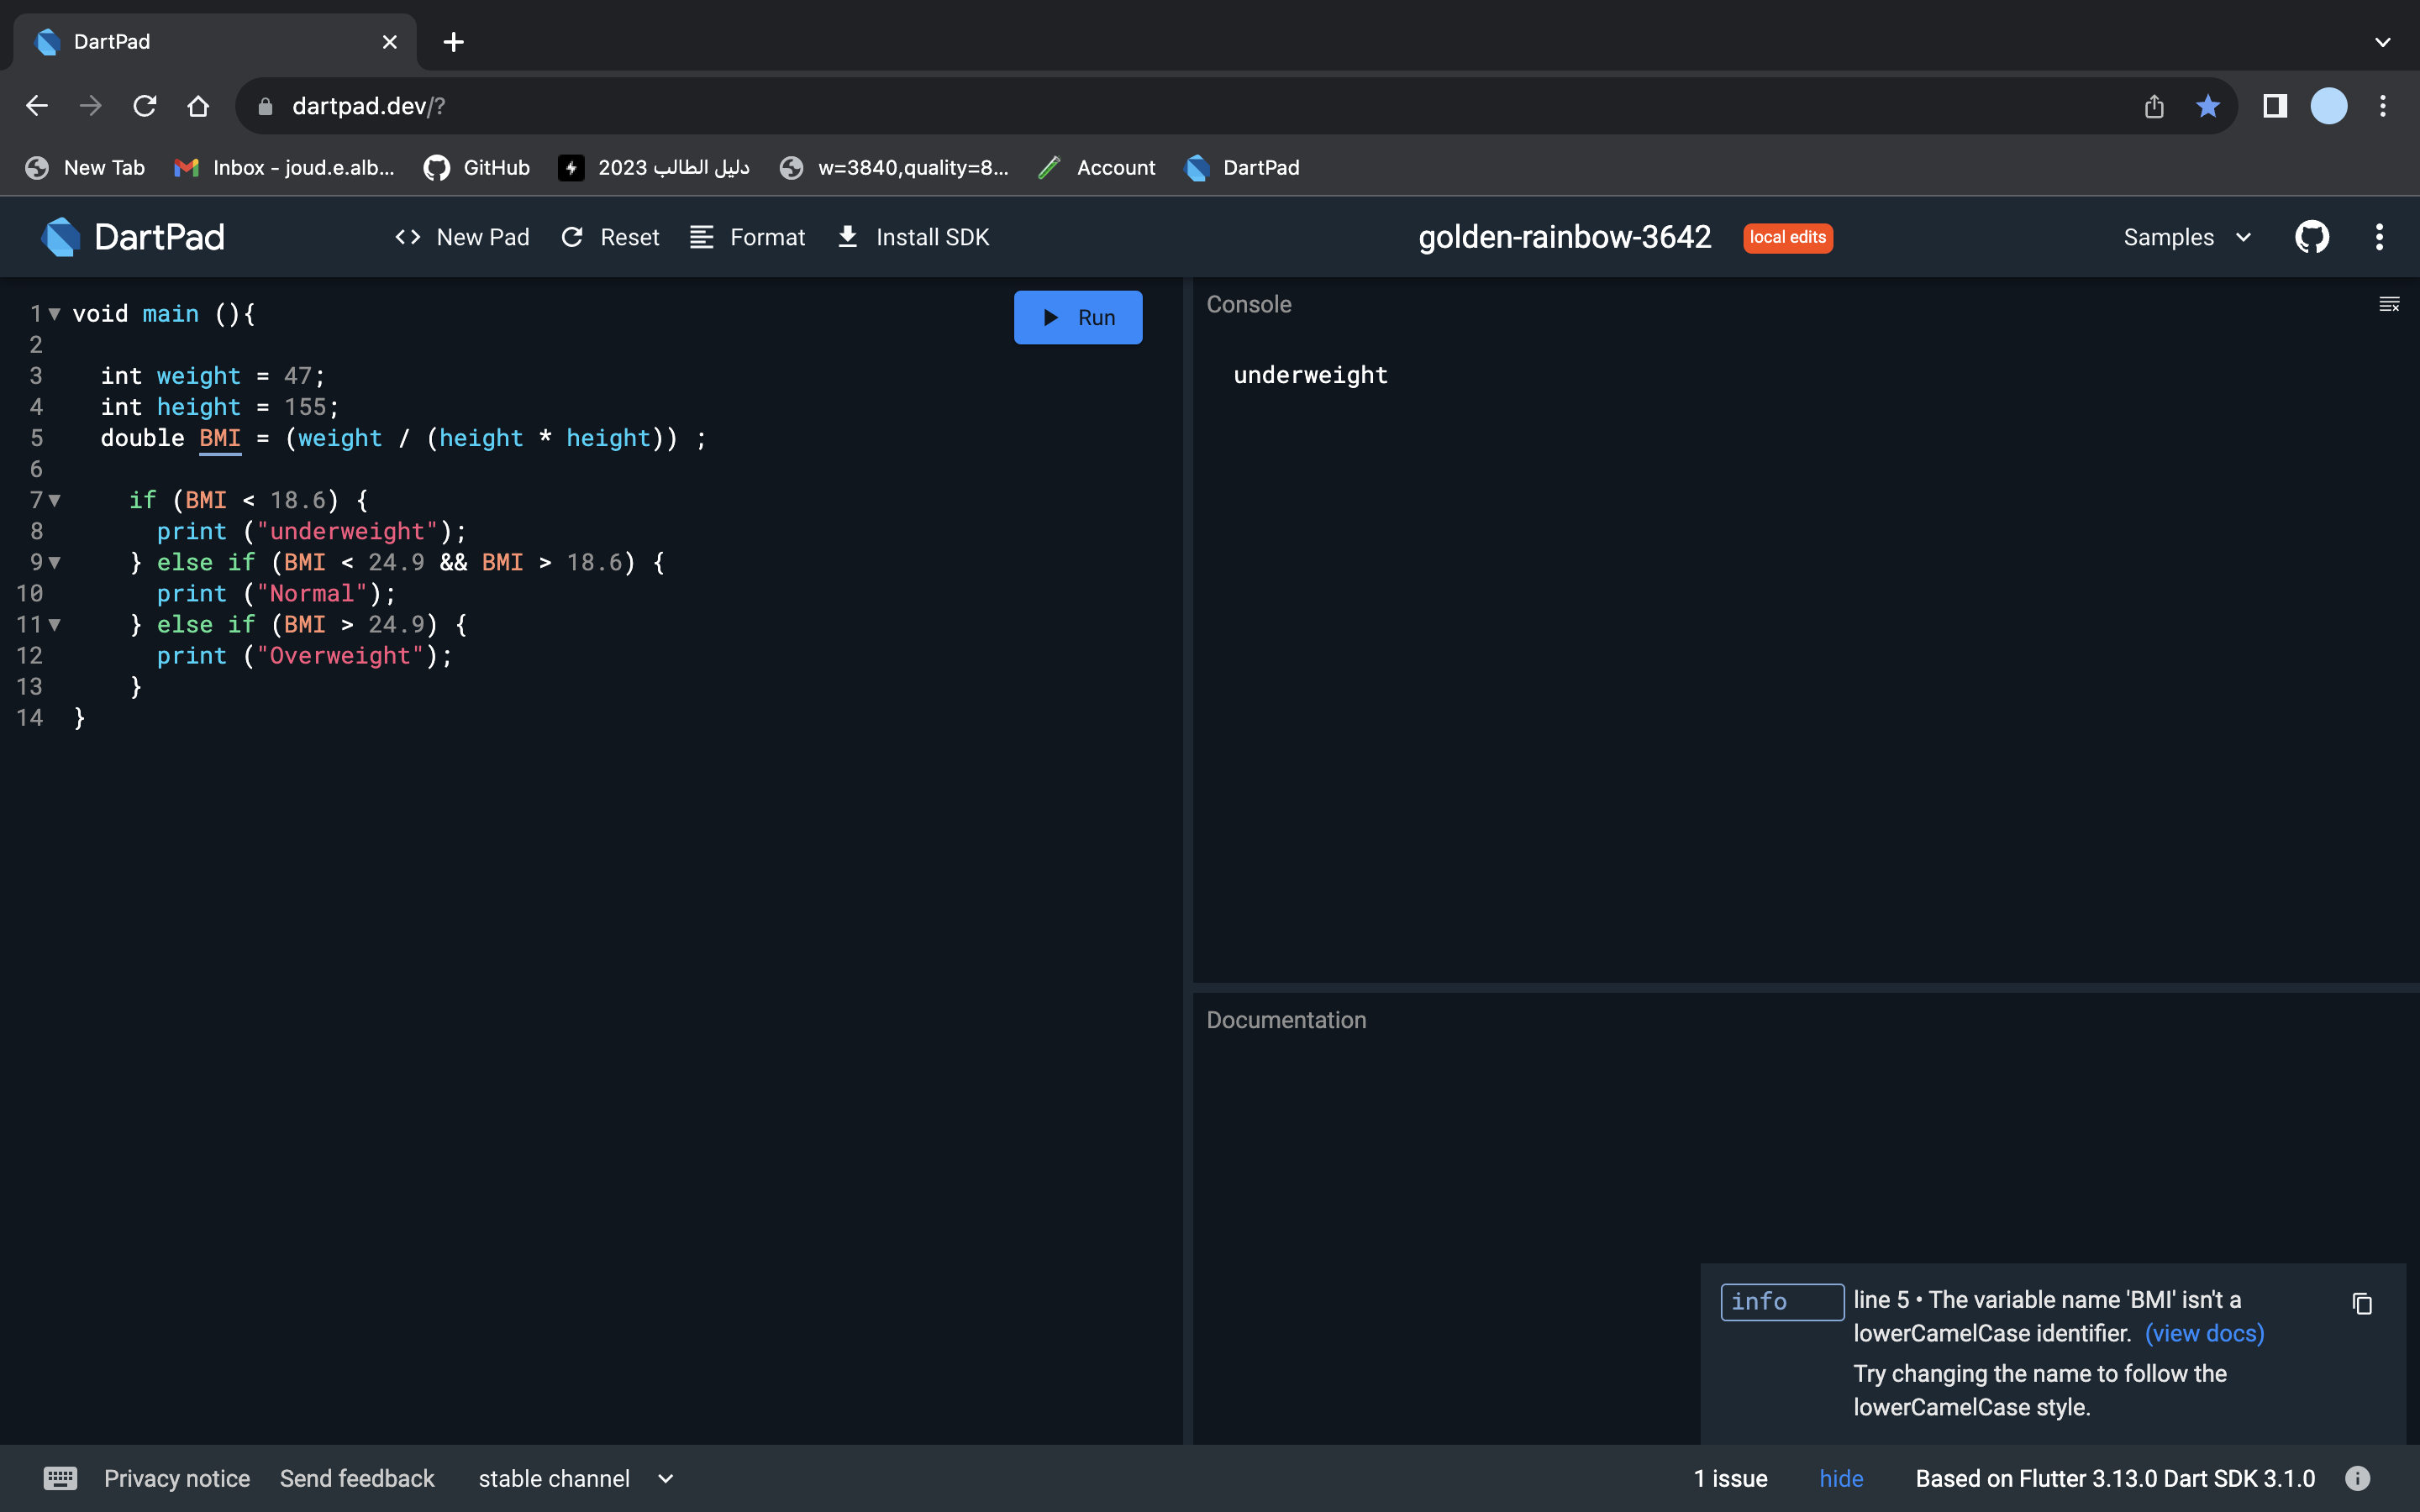 DartPad
dartpad.dev/?
New Tab
Inbox - joud.e.alb...
GitHub
دليل الطالب 2023
w=3840,quality=8...
Account
DartPad
DartPad
New Pad
Reset
Format
Install SDK
golden-rainbow-3642
local edits
Samples
1 void main (){
2
3 int weight = 47;
4 int height = 155;
5 double BMI = (weight / (height * height)) ;
6
7 if (BMI < 18.6) {
8 print ("underweight");
9 } else if (BMI < 24.9 && BMI > 18.6) {
10 print ("Normal");
11 } else if (BMI > 24.9) {
12 print ("Overweight");
13 }
14 }
Run
Console
underweight
Documentation
info
line 5 • The variable name 'BMI' isn't a
lowerCamelCase identifier. (view docs)
Try changing the name to follow the
lowerCamelCase style.
Privacy notice
Send feedback
stable channel
1 issue
hide
Based on Flutter 3.13.0 Dart SDK 3.1.0